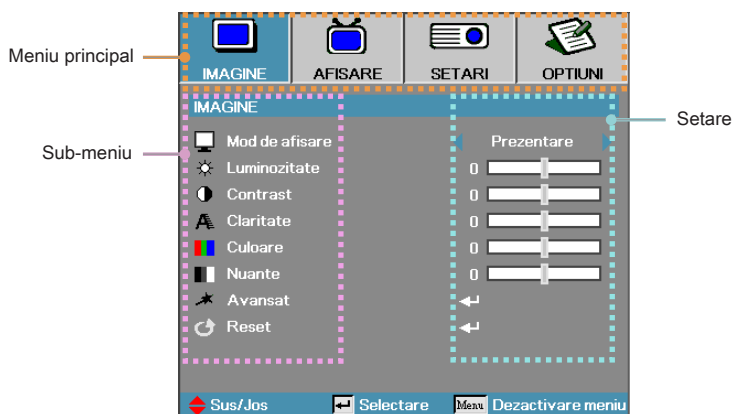 Meniu principal
IMAGINE AFISARE SETARI OPTIUNI
IMAGINE
Setare
Sub-meniu
Mod de afisare Prezentare
Luminozitate 0
Contrast 0
Claritate 0
Culoare 0
Nuante 0
Avansat
Reset
Sus/Jos Selectare Menu Dezactivare meniu